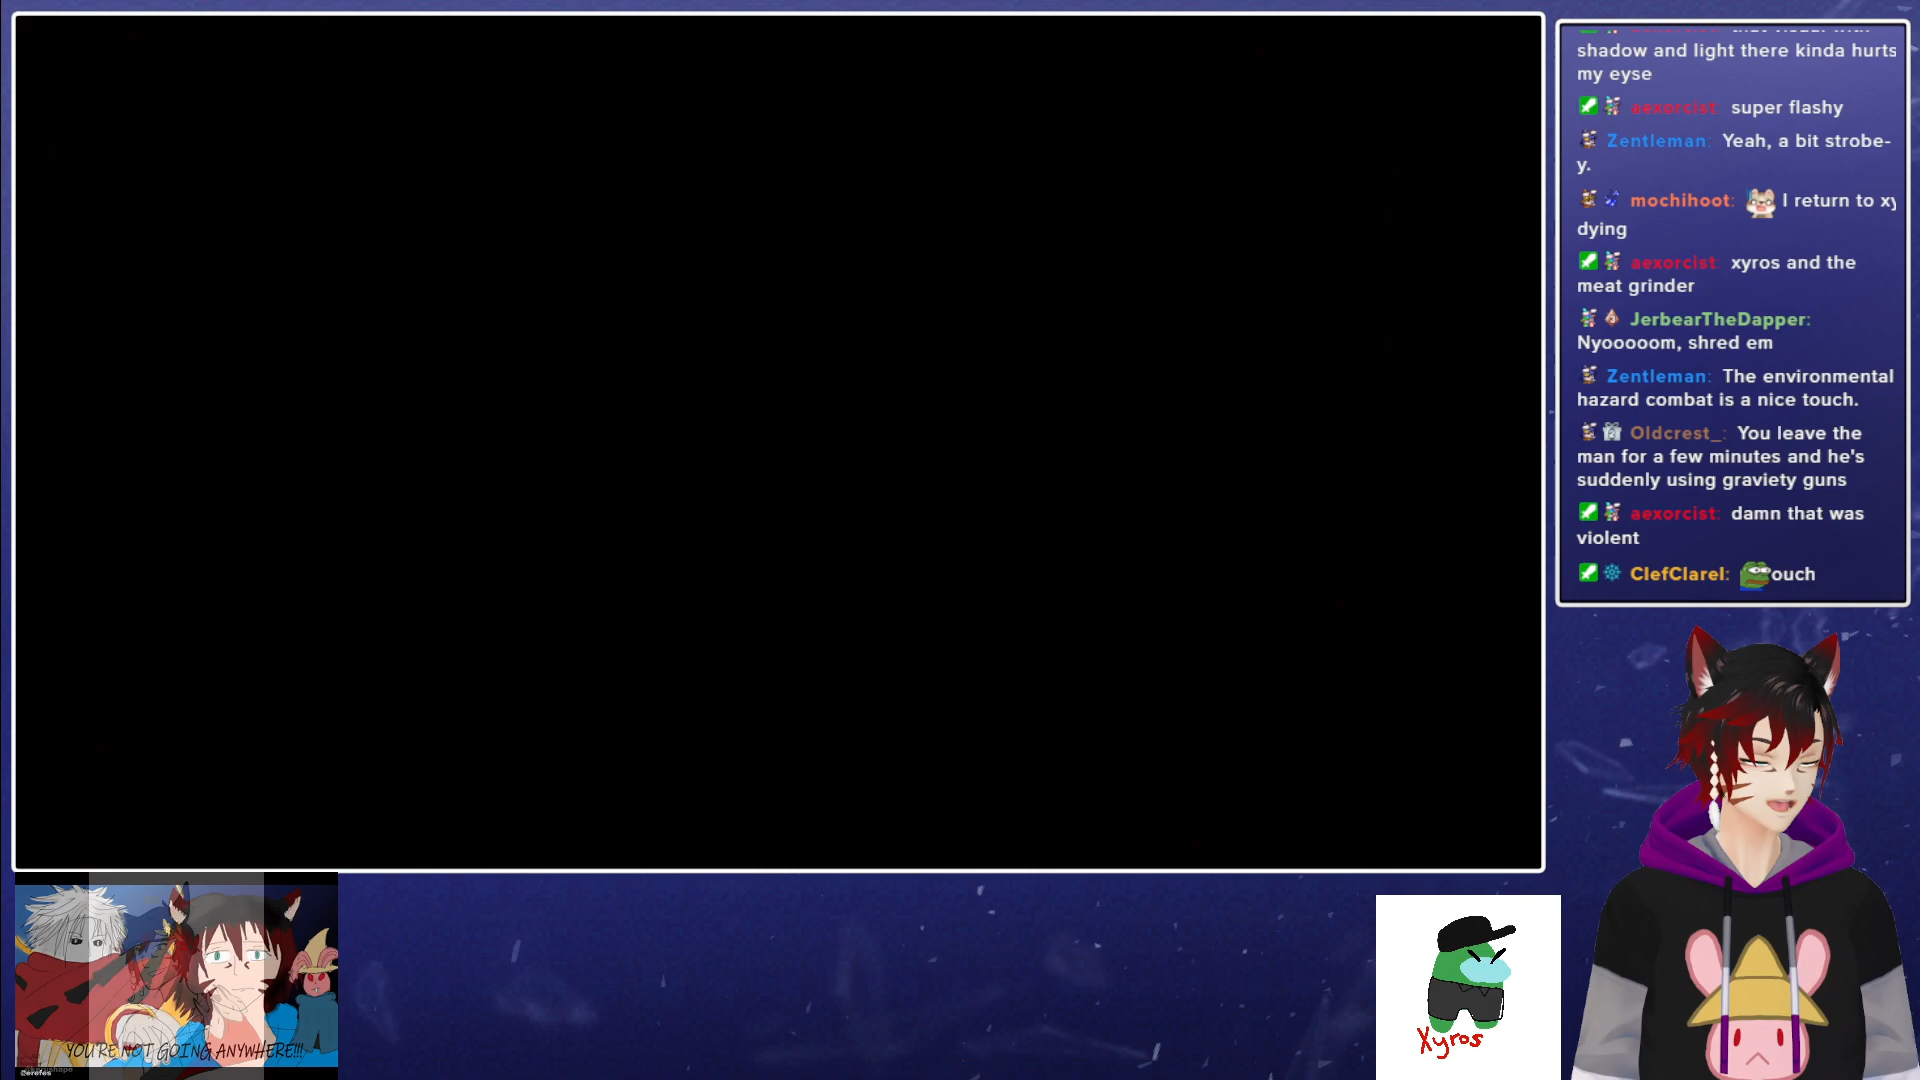 shadow and light there kinda hurts
my eyse
aexorcist: super flashy
Zentleman: Yeah, a bit strobe-
y.
mochihoot: I return to xy
dying
aexorcist: xyros and the
meat grinder
JerbearTheDapper:
Nyooooom, shred em
Zentleman: The environmental
hazard combat is a nice touch.
Oldcrest_: You leave the
man for a few minutes and he's
suddenly using graviety guns
aexorcist: damn that was
violent
ClefClarel: ouch
YOU'RE NOT GOING ANYWHERE!!!
Xyros